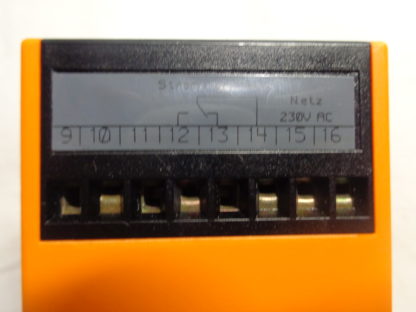 Netz
230V AC
9 | 10 | 11 | 12 | 13 | 14 | 15 | 16